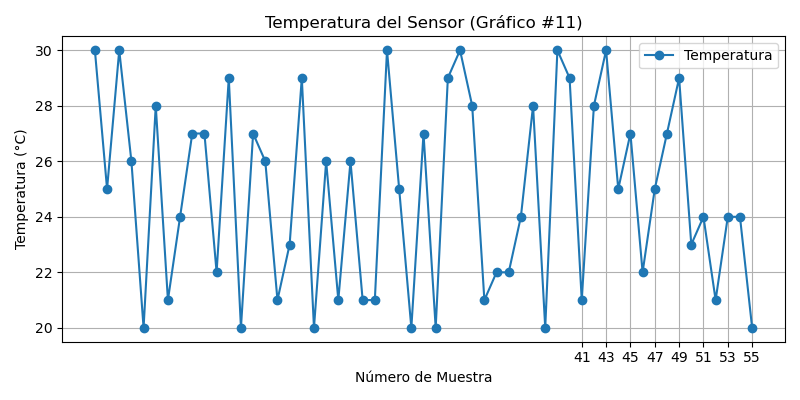 Temperatura del Sensor (Gráfico #11)
Temperatura
Temperatura (°C)
30
28
26
24
22
20
41 43 45 47 49 51 53 55
Número de Muestra